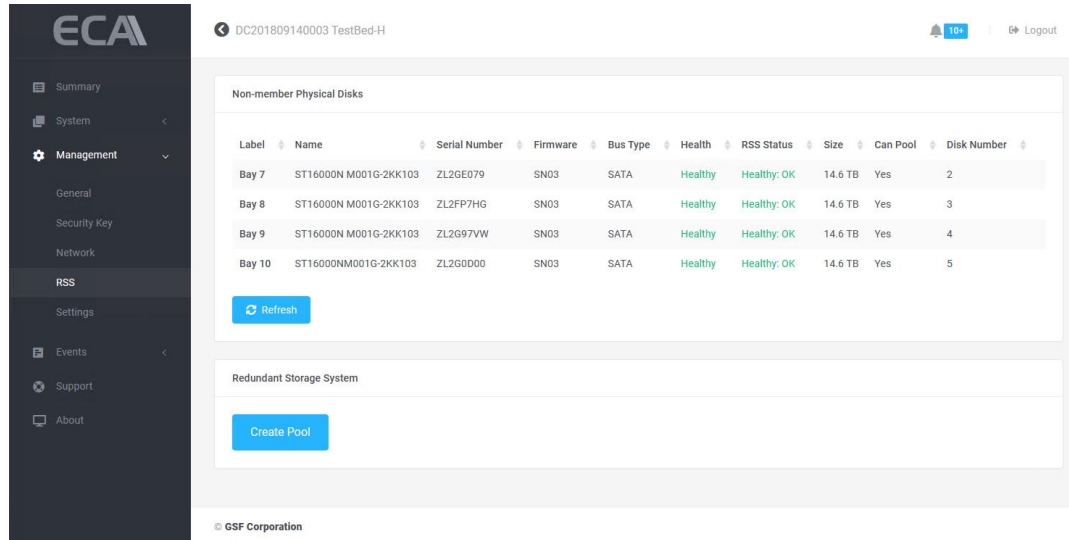 ECA
DC201809140003 TestBed-H
10+
Logout
Summary
System
Management
General
Security Key
Network
RSS
Settings
Events
Support
About
Non-member Physical Disks
Label Name Serial Number Firmware Bus Type Health RSS Status Size Can Pool Disk Number
Bay 7 ST16000N M001G-2KK103 ZL2GE079 SN03 SATA Healthy Healthy: OK 14.6 TB Yes 2
Bay 8 ST16000N M001G-2KK103 ZL2FP7HG SN03 SATA Healthy Healthy: OK 14.6 TB Yes 3
Bay 9 ST16000N M001G-2KK103 ZL2G97VW SN03 SATA Healthy Healthy: OK 14.6 TB Yes 4
Bay 10 ST16000NM001G-2KK103 ZL2G0D00 SN03 SATA Healthy Healthy: OK 14.6 TB Yes 5
Refresh
Redundant Storage System
Create Pool
© GSF Corporation